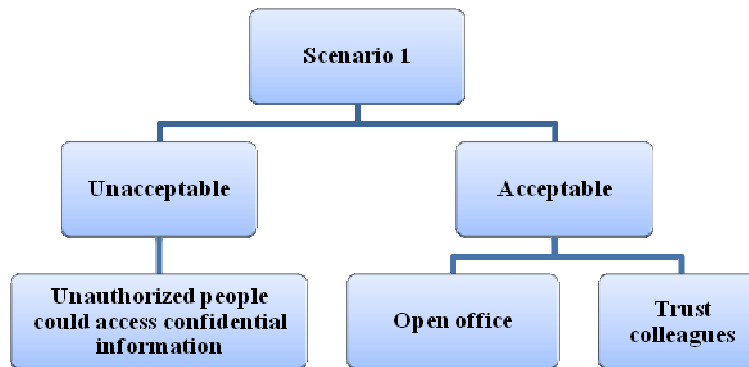 Scenario 1
Unacceptable
Acceptable
Unauthorized people
could access confidential
information
Open office
Trust
colleagues